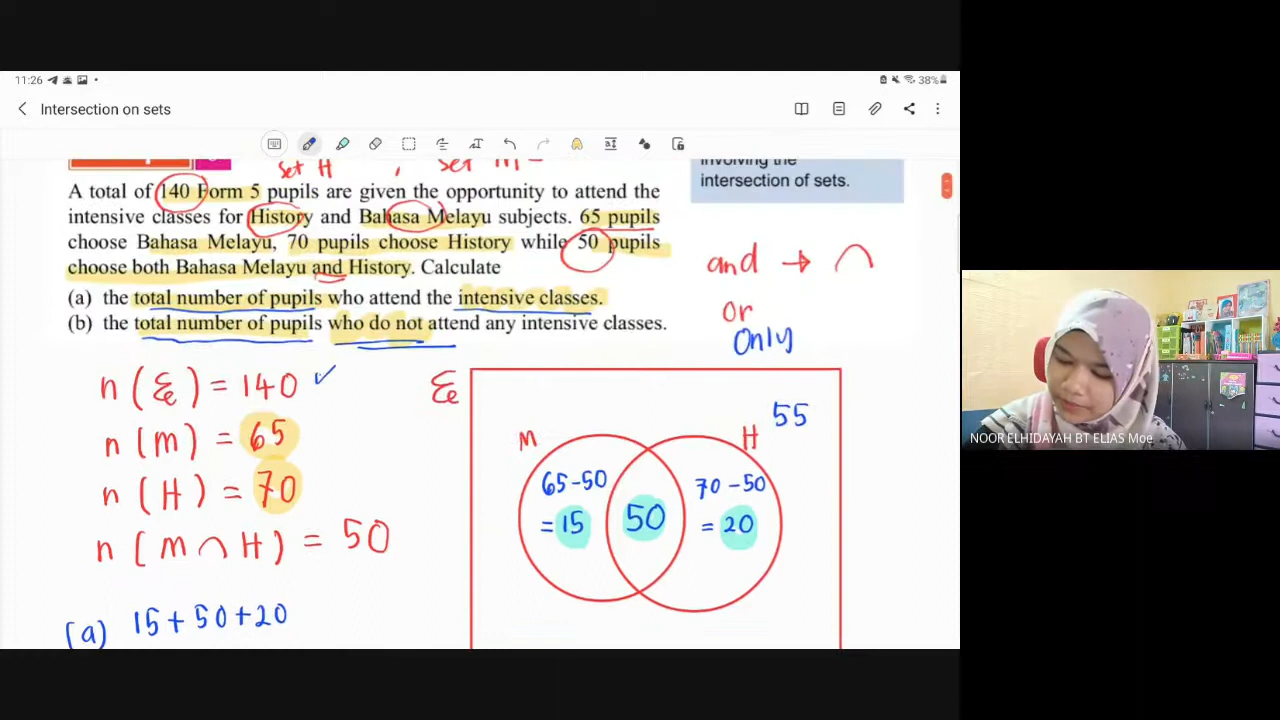 11:26
38%
Intersection on sets
set H , set M =
involving the
intersection of sets.
A total of 140 Form 5 pupils are given the opportunity to attend the
intensive classes for History and Bahasa Melayu subjects. 65 pupils
choose Bahasa Melayu, 70 pupils choose History while 50 pupils
choose both Bahasa Melayu and History. Calculate
(a) the total number of pupils who attend the intensive classes.
(b) the total number of pupils who do not attend any intensive classes.
and → ∩
or
Only
n(ξ) = 140 ✓
n(M) = 65
n(H) = 70
n(M ∩ H) = 50
(a) 15 + 50 + 20
ξ
M
H
55
65-50
= 15
50
70-50
= 20
NOOR ELHIDAYAH BT ELIAS Moe